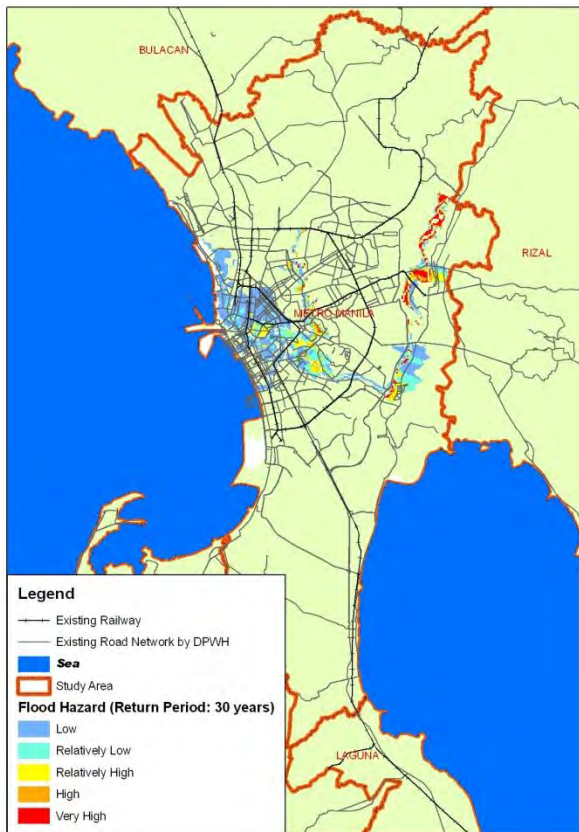 BULACAN
RIZAL
METRO MANILA
Legend
Existing Railway
Existing Road Network by DPWH
Sea
Study Area
Flood Hazard (Return Period: 30 years)
Low
Relatively Low
Relatively High
High
Very High
LAGUNA